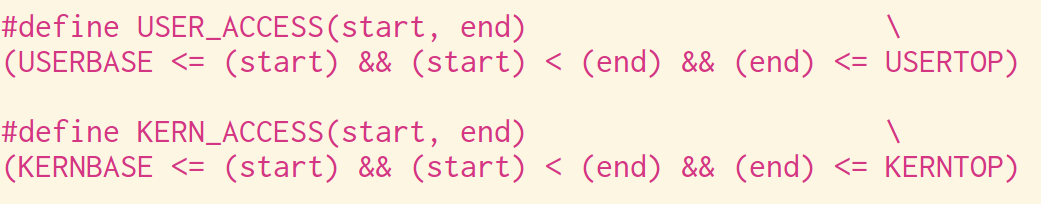 #define USER_ACCESS(start, end) \
(USERBASE <= (start) && (start) < (end) && (end) <= USERTOP)
#define KERN_ACCESS(start, end) \
(KERNBASE <= (start) && (start) < (end) && (end) <= KERNTOP)